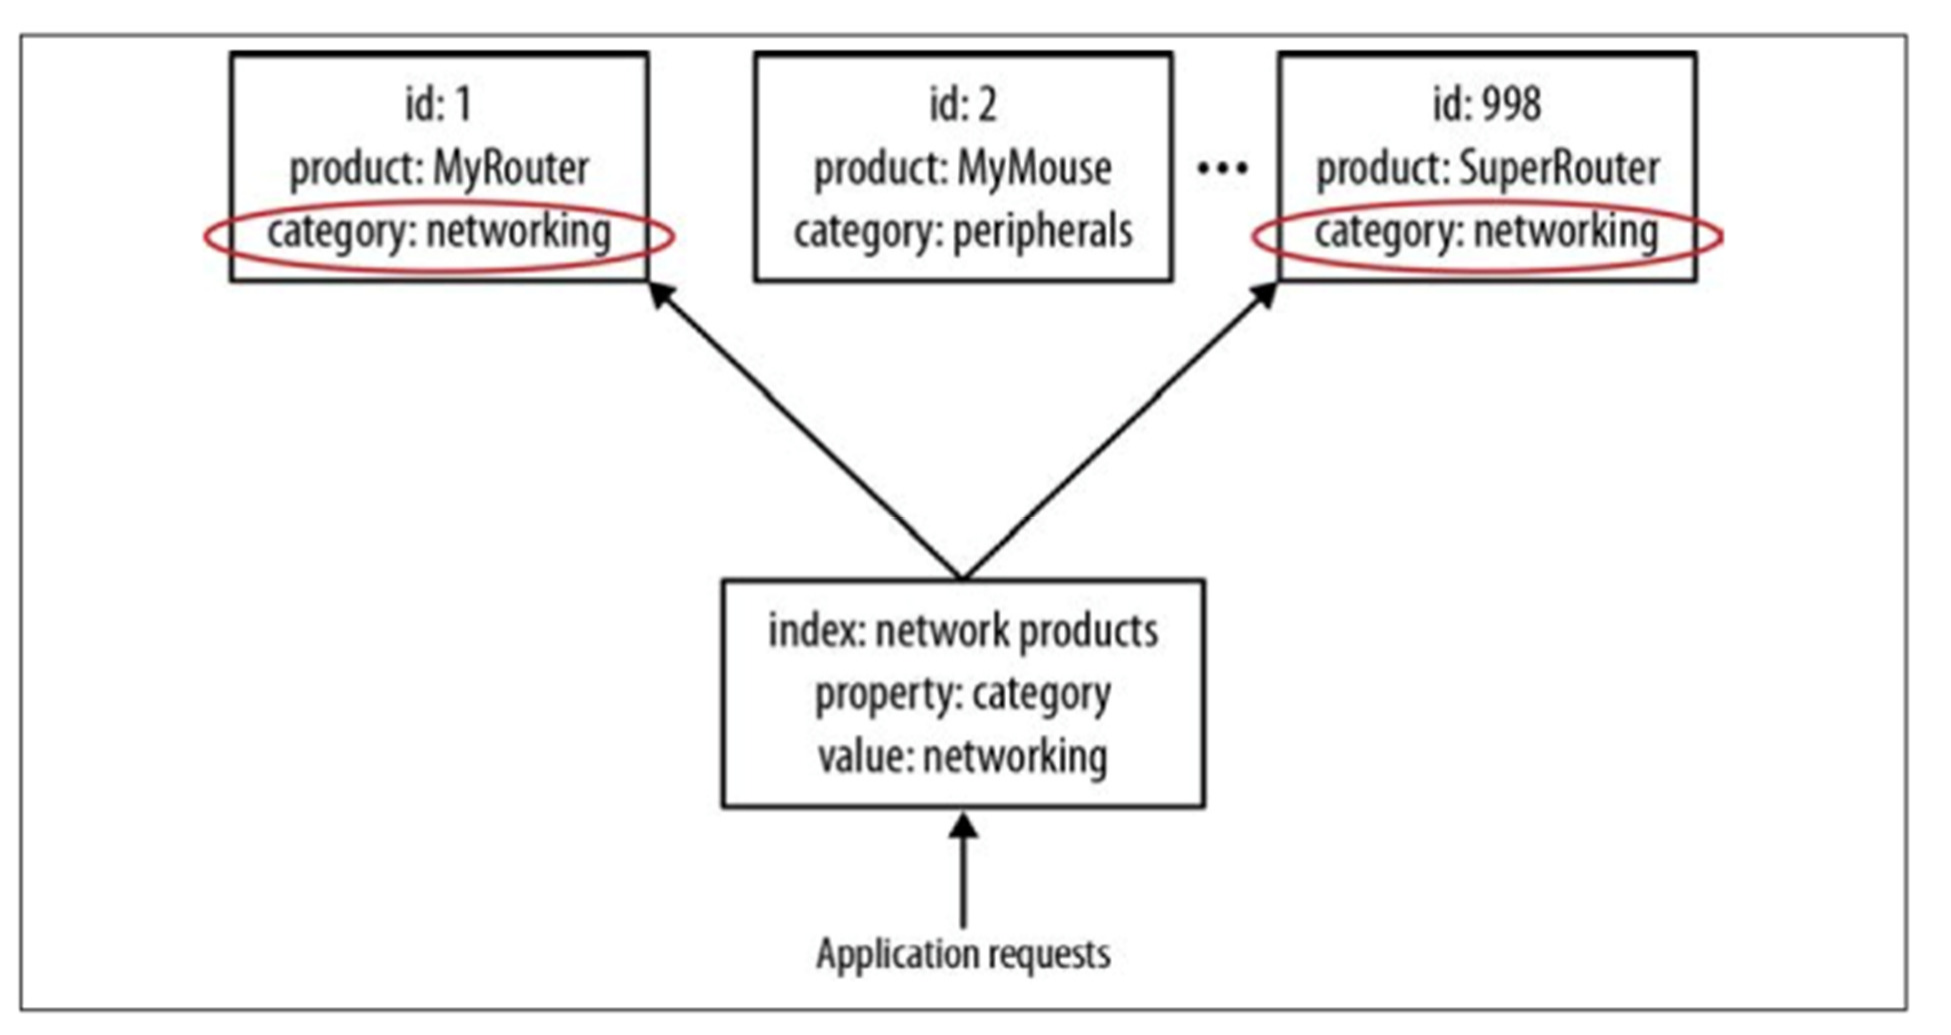 id: 1
product: MyRouter
category: networking
id: 2
product: MyMouse
category: peripherals
...
id: 998
product: SuperRouter
category: networking
index: network products
property: category
value: networking
Application requests